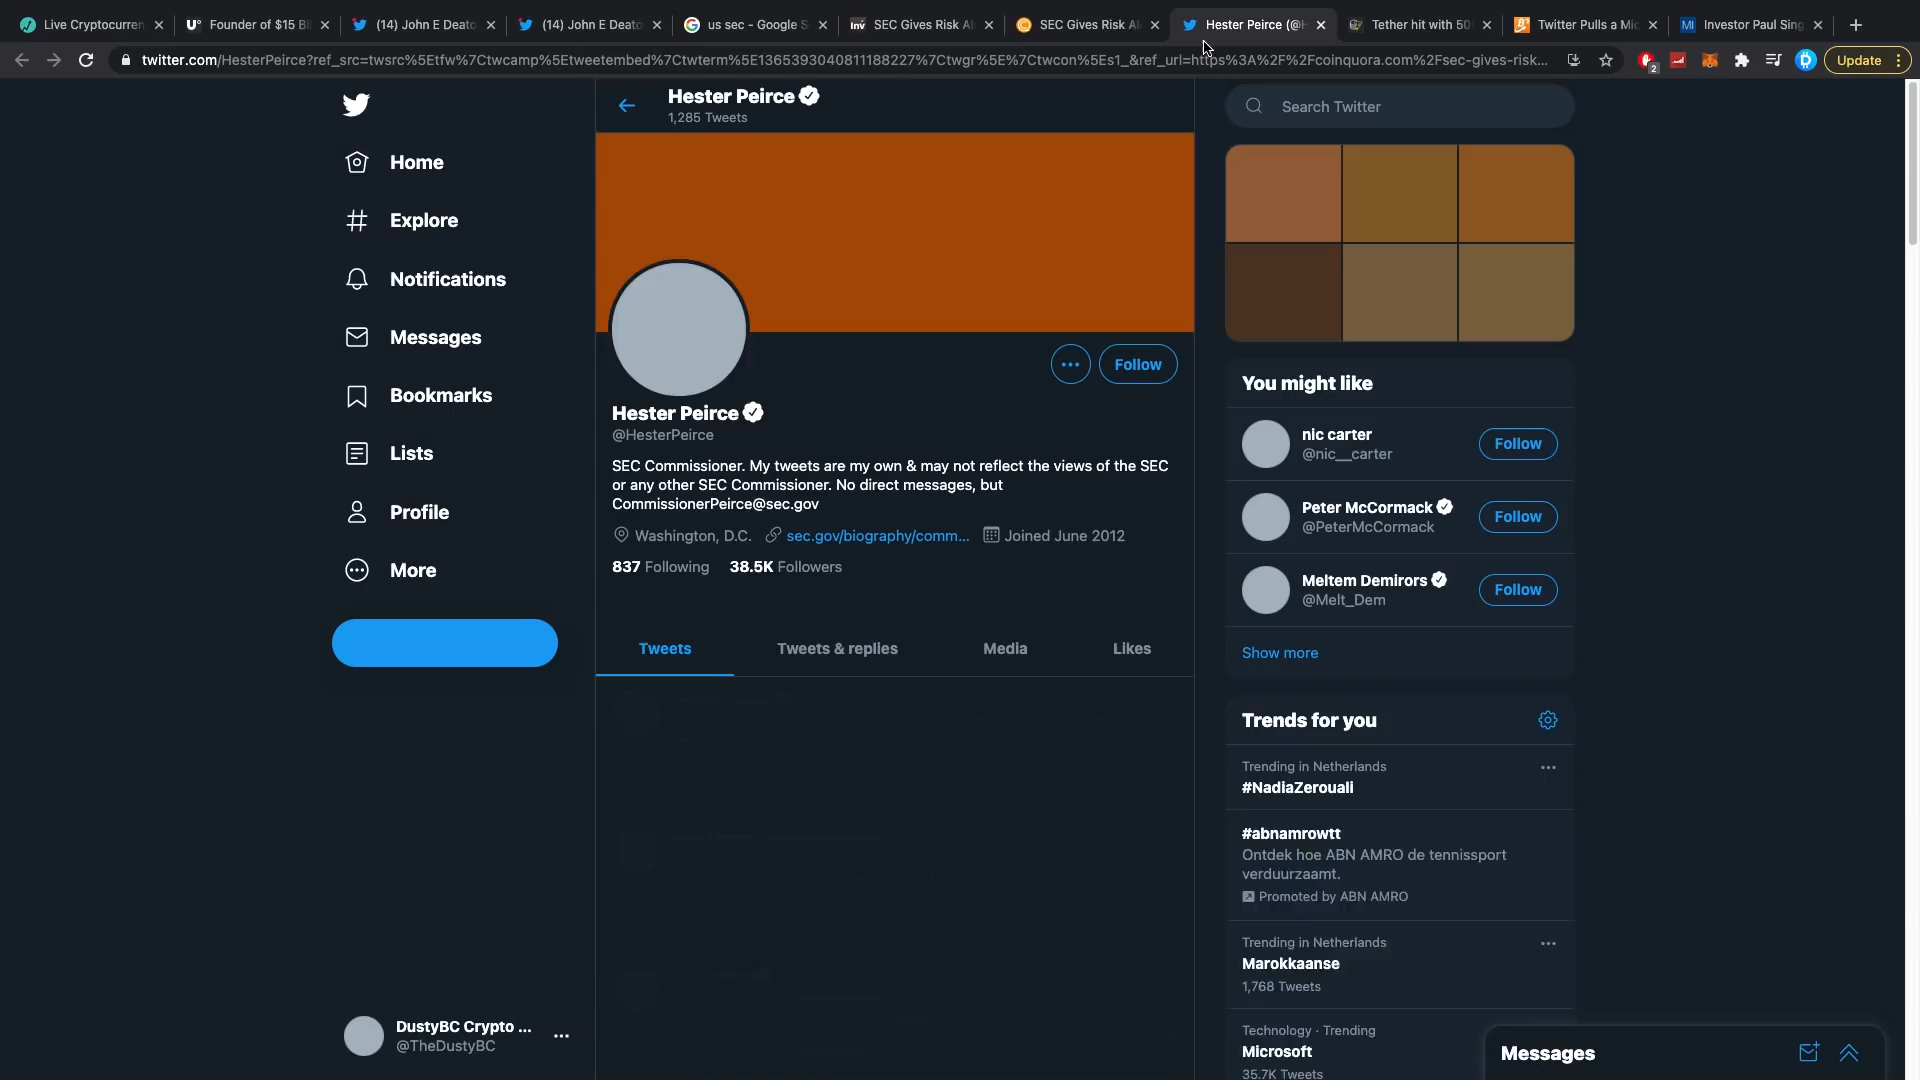 Live Cryptocurren
Founder of $15 Bi
(14) John E Deato
(14) John E Deato
us sec - Google S
SEC Gives Risk Al
SEC Gives Risk Al
Hester Peirce (@H
Tether hit with 50
Twitter Pulls a Mic
Investor Paul Sing
twitter.com/HesterPeirce?ref_src=twsrc%5Etfw%7Ctwcamp%5Etweetembed%7Ctwterm%5E1365393040811188227%7Ctwgr%5E%7Ctwcon%5Es1_&ref_url=https%3A%2F%2Fcoinquora.com%2Fsec-gives-risk...
2
Update
Home
Explore
Notifications
Messages
Bookmarks
Lists
Profile
More
DustyBC Crypto ...
@TheDustyBC
Hester Peirce
1,285 Tweets
Follow
Hester Peirce
@HesterPeirce
SEC Commissioner. My tweets are my own & may not reflect the views of the SEC
or any other SEC Commissioner. No direct messages, but
CommissionerPeirce@sec.gov
Washington, D.C. sec.gov/biography/comm... Joined June 2012
837 Following 38.5K Followers
Tweets Tweets & replies Media Likes
Search Twitter
You might like
nic carter
@nic__carter
Follow
Peter McCormack
@PeterMcCormack
Follow
Meltem Demirors
@Melt_Dem
Follow
Show more
Trends for you
Trending in Netherlands
#NadiaZerouali
#abnamrowtt
Ontdek hoe ABN AMRO de tennissport
verduurzaamt.
Promoted by ABN AMRO
Trending in Netherlands
Marokkaanse
1,768 Tweets
Technology · Trending
Microsoft
35.7K Tweets
Messages